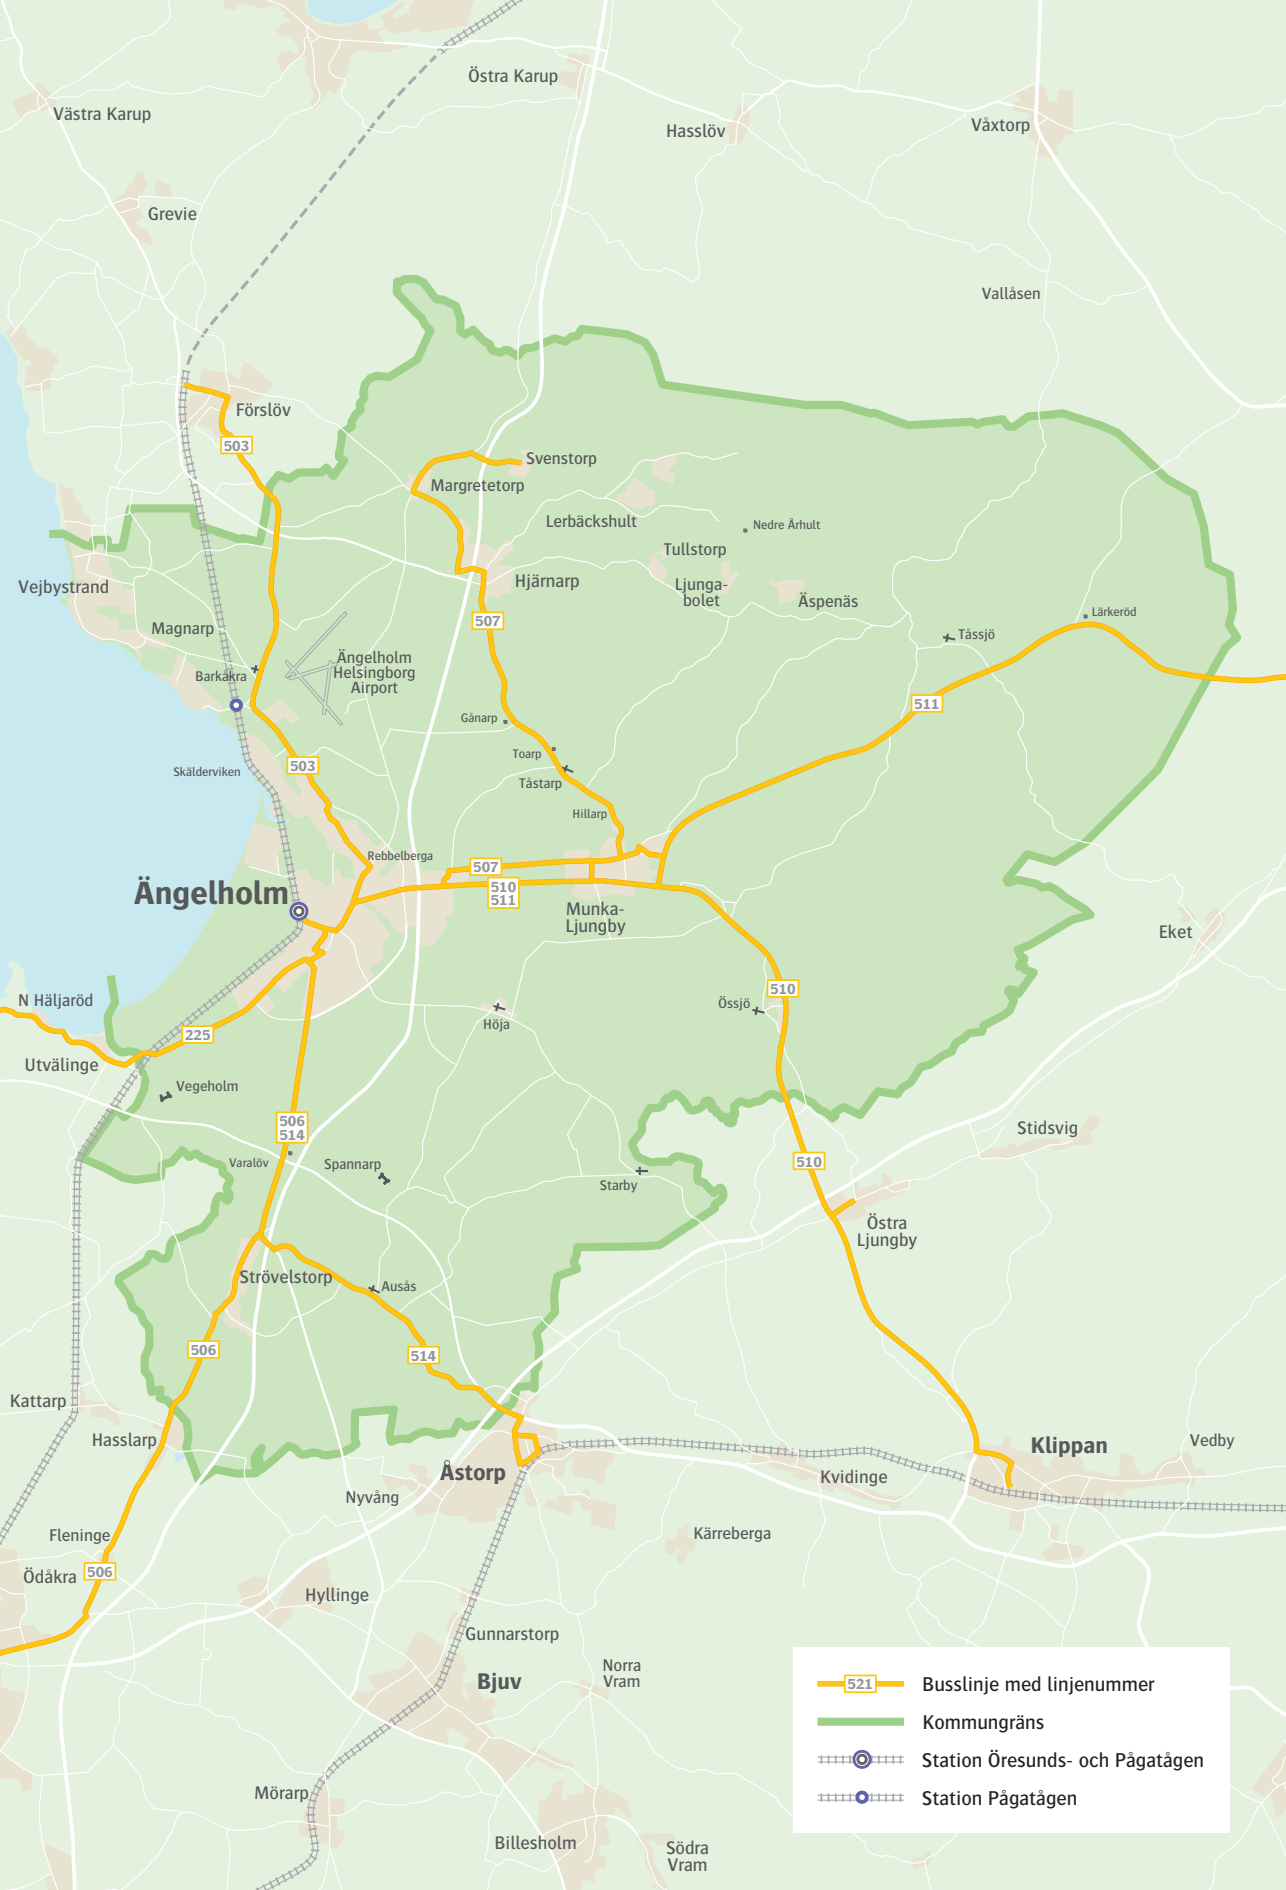 Östra Karup
Västra Karup
Hasslöv
Våxtorp
Grevie
Vallåsen
Förslöv
503
Svenstorp
Margretetorp
Lerbäckshult
Nedre Århult
Tullstorp
Vejbystrand
Hjärnarp
Ljunga-
bolet
Äspenäs
Lärkeröd
507
Magnarp
Tåssjö
Ängelholm
Helsingborg
Airport
Barkåkra
511
Gånarp
Toarp
503
Skälderviken
Tåstarp
Hillarp
Rebbelberga
507
Ängelholm
510
511
Munka-
Ljungby
Eket
510
N Häljaröd
Össjö
Höja
225
Utvälinge
Vegeholm
506
514
Stidsvig
Varalöv
Spannarp
510
Starby
Östra
Ljungby
Strövelstorp
Ausås
506
514
Kattarp
Hasslarp
Klippan
Vedby
Åstorp
Kvidinge
Nyvång
Fleninge
Kärreberga
506
Ödåkra
Hyllinge
Gunnarstorp
Norra
Vram
Bjuv
521
Busslinje med linjenummer
Kommungräns
Station Öresunds- och Pågatågen
Station Pågatågen
Mörarp
Billesholm
Södra
Vram